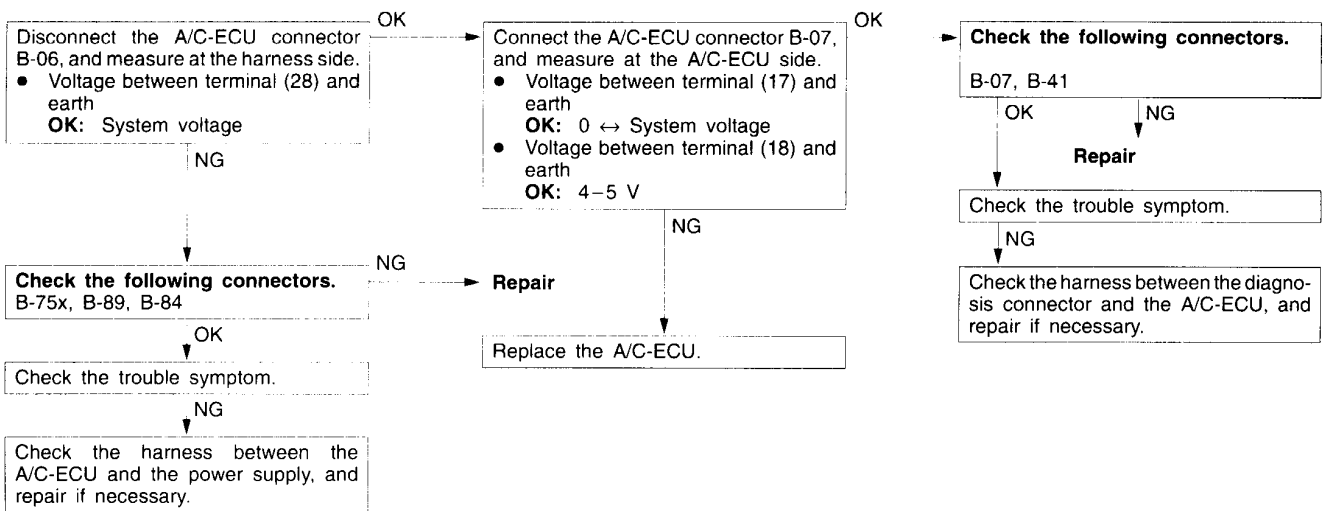 Disconnect the A/C-ECU connector
B-06, and measure at the harness side.
● Voltage between terminal (28) and
earth
OK: System voltage
OK
NG
Check the following connectors.
B-75x, B-89, B-84
NG
OK
Check the trouble symptom.
NG
Check the harness between the
A/C-ECU and the power supply, and
repair if necessary.
Connect the A/C-ECU connector B-07,
and measure at the A/C-ECU side.
● Voltage between terminal (17) and
earth
OK: 0 ↔ System voltage
● Voltage between terminal (18) and
earth
OK: 4–5 V
OK
NG
Repair
Replace the A/C-ECU.
Check the following connectors.
B-07, B-41
OK
NG
Repair
Check the trouble symptom.
NG
Check the harness between the diagno-
sis connector and the A/C-ECU, and
repair if necessary.